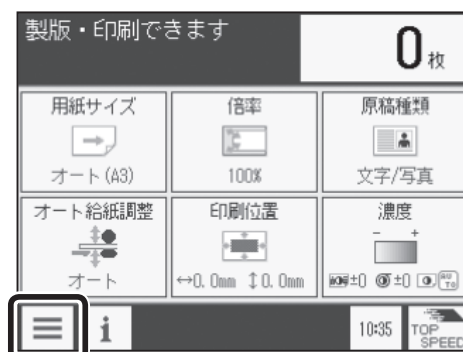 製版・印刷できます
0枚
用紙サイズ
オート(A3)
倍率
100%
原稿種類
文字/写真
オート給紙調整
オート
印刷位置
↔0.0mm ↕0.0mm
濃度
- +
±0 ±0 AUTO
i
10:35
TOP
SPEED